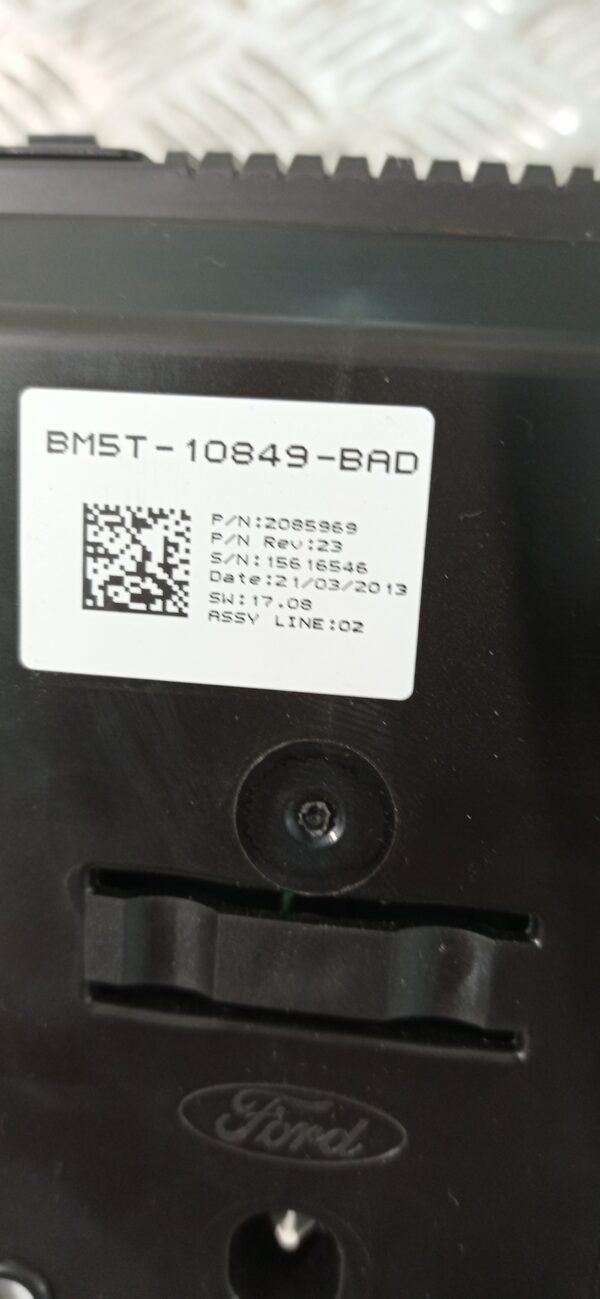 BM5T-10849-BAD
P/N:2085969
P/N Rev:23
S/N:15616546
Date:21/03/2013
SW:17.08
ASSY LINE:02
Ford